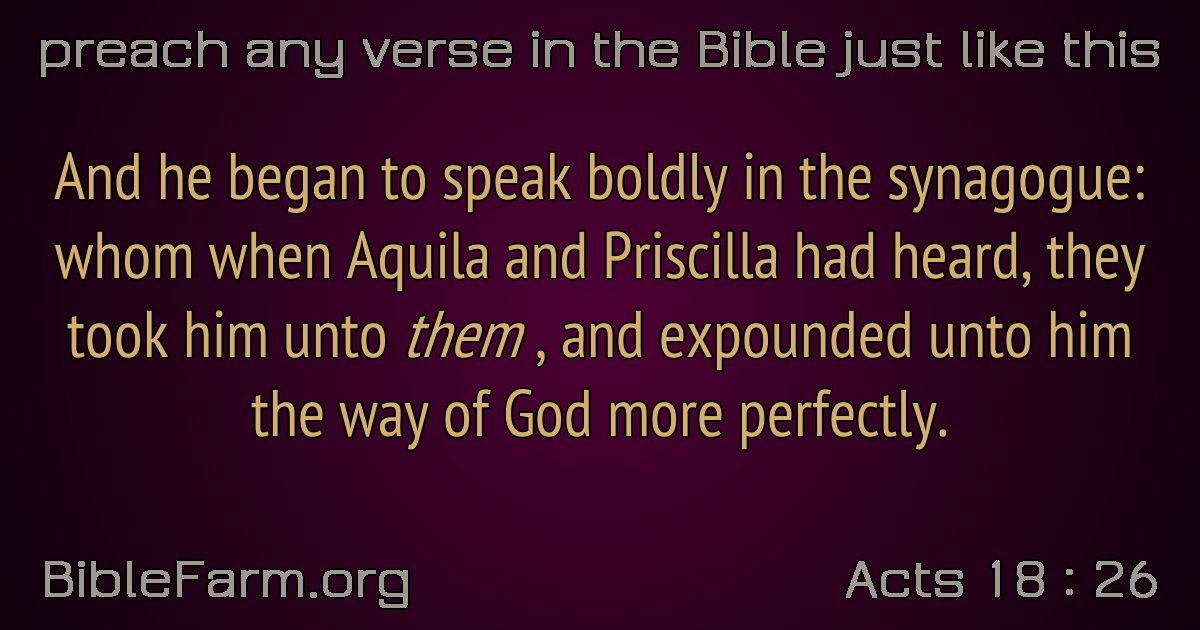 preach any verse in the Bible just like this
And he began to speak boldly in the synagogue:
whom when Aquila and Priscilla had heard, they
took him unto them , and expounded unto him
the way of God more perfectly.
BibleFarm.org
Acts 18 : 26